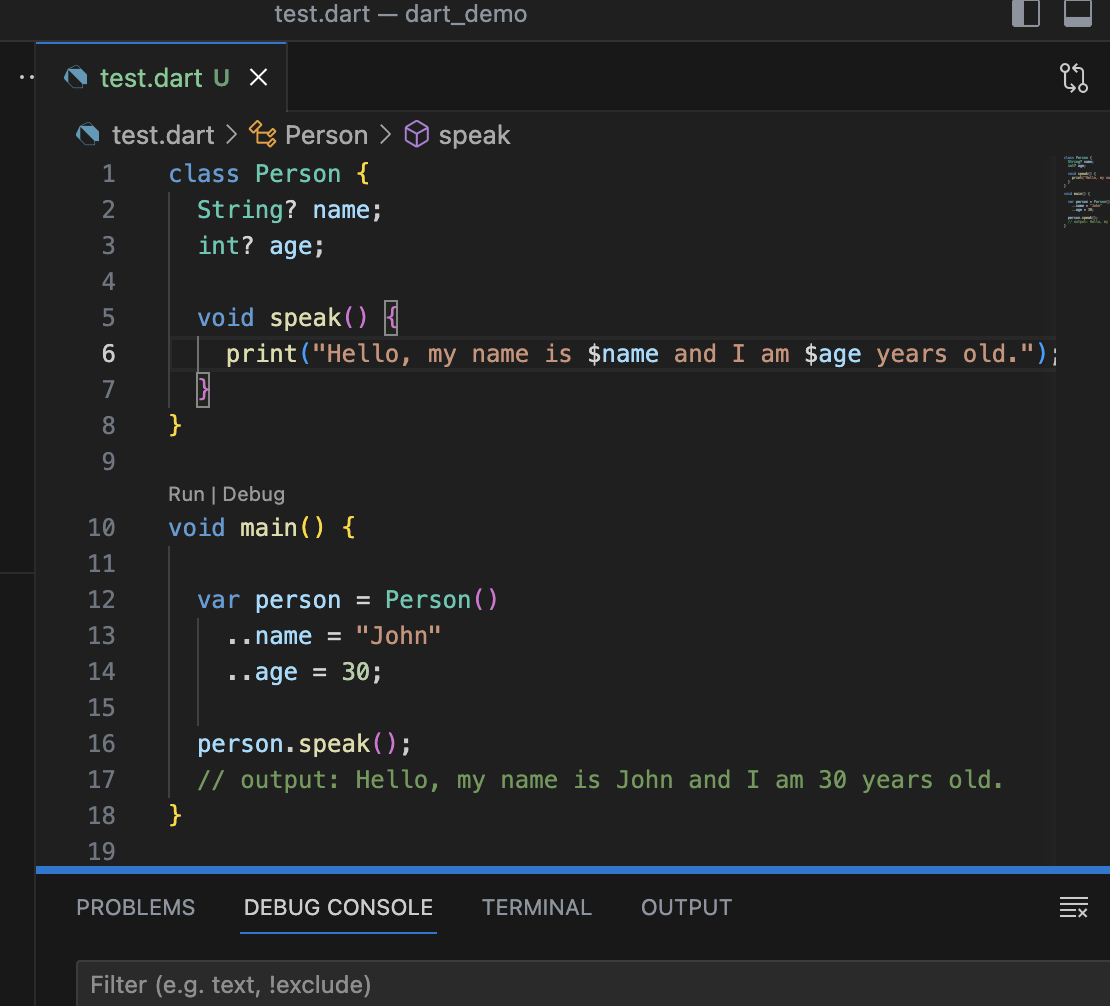 test.dart — dart_demo
test.dart U
test.dart > Person > speak
1 class Person {
2   String? name;
3   int? age;
4
5   void speak() {
6     print("Hello, my name is $name and I am $age years old.");
7   }
8 }
9
Run | Debug
10 void main() {
11
12   var person = Person()
13     ..name = "John"
14     ..age = 30;
15
16   person.speak();
17   // output: Hello, my name is John and I am 30 years old.
18 }
19
PROBLEMS DEBUG CONSOLE TERMINAL OUTPUT
Filter (e.g. text, !exclude)